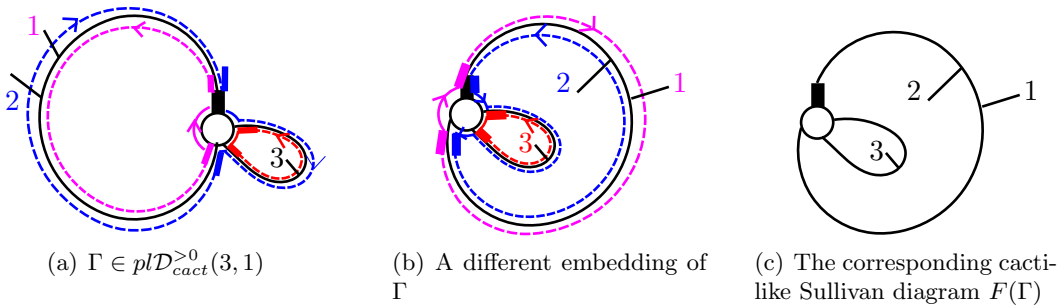 1
2
3
(a) Γ ∈ plD^{>0}_{cact}(3, 1)
2
1
3
(b) A different embedding of
Γ
2
1
3
(c) The corresponding cacti-
like Sullivan diagram F(Γ)